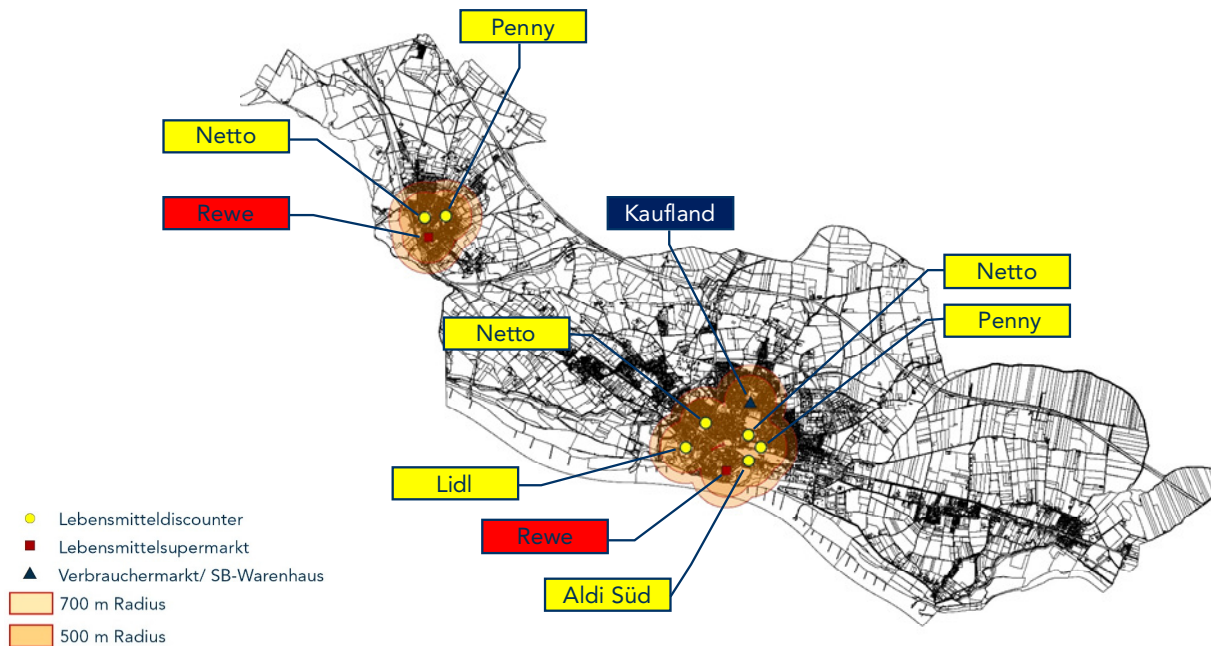 Penny
Netto
Rewe
Kaufland
Netto
Netto
Penny
Lidl
Rewe
Aldi Süd
Lebensmitteldiscounter
Lebensmittelsupermarkt
Verbrauchermarkt/ SB-Warenhaus
700 m Radius
500 m Radius